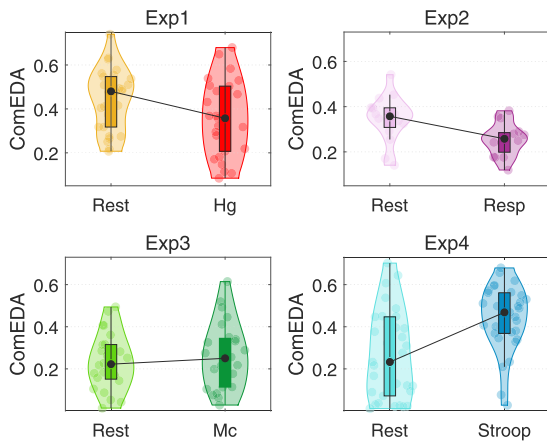 Exp1
ComEDA
0.6
0.4
0.2
Rest Hg
Exp2
ComEDA
0.6
0.4
0.2
Rest Resp
Exp3
ComEDA
0.6
0.4
0.2
Rest Mc
Exp4
ComEDA
0.6
0.4
0.2
Rest Stroop